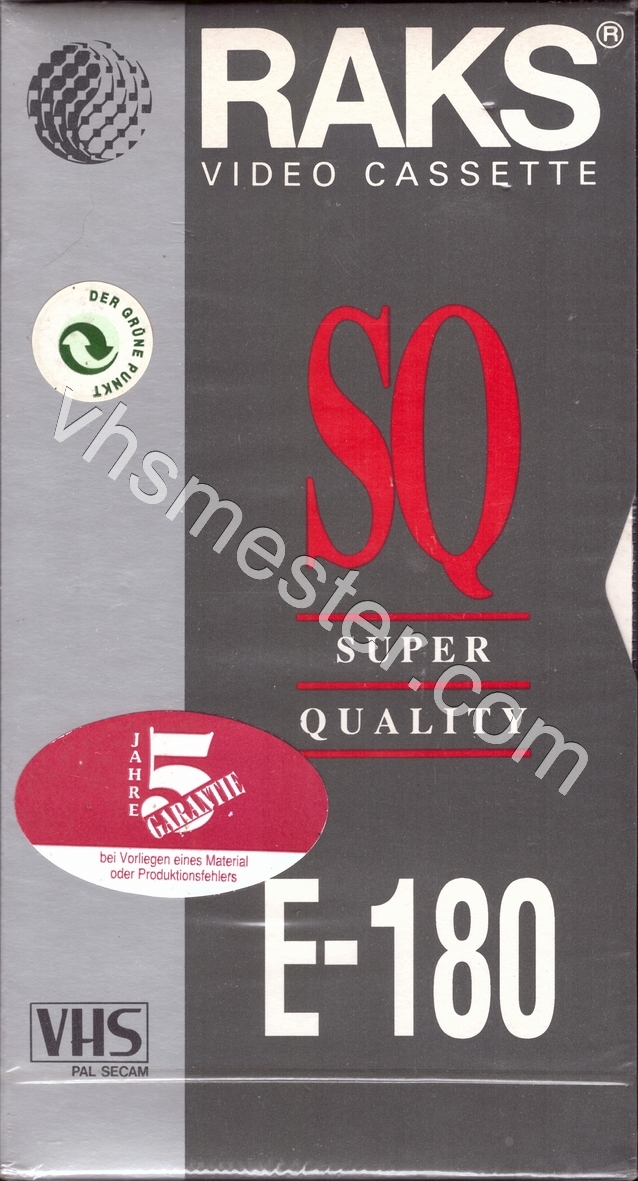 RAKS®
VIDEO CASSETTE
DER GRÜNE PUNKT
SQ
SUPER
QUALITY
vhsmester.com
5
JAHRE
GARANTIE
bei Vorliegen eines Material
oder Produktionsfehlers
E-180
VHS
PAL SECAM